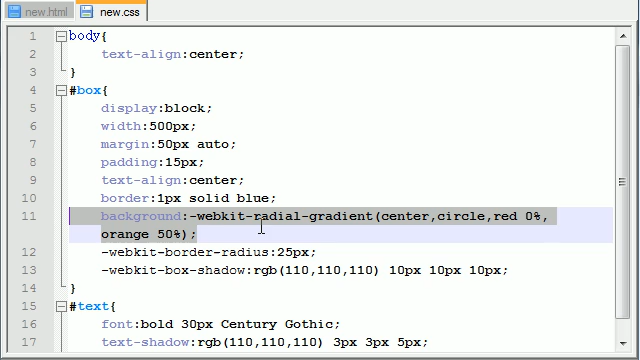 new.html new.css
1 body{
2 text-align:center;
3 }
4 #box{
5 display:block;
6 width:500px;
7 margin:50px auto;
8 padding:15px;
9 text-align:center;
10 border:1px solid blue;
11 background:-webkit-radial-gradient(center,circle,red 0%,
orange 50%);
12 -webkit-border-radius:25px;
13 -webkit-box-shadow:rgb(110,110,110) 10px 10px 10px;
14 }
15 #text{
16 font:bold 30px Century Gothic;
17 text-shadow:rgb(110,110,110) 3px 3px 5px;